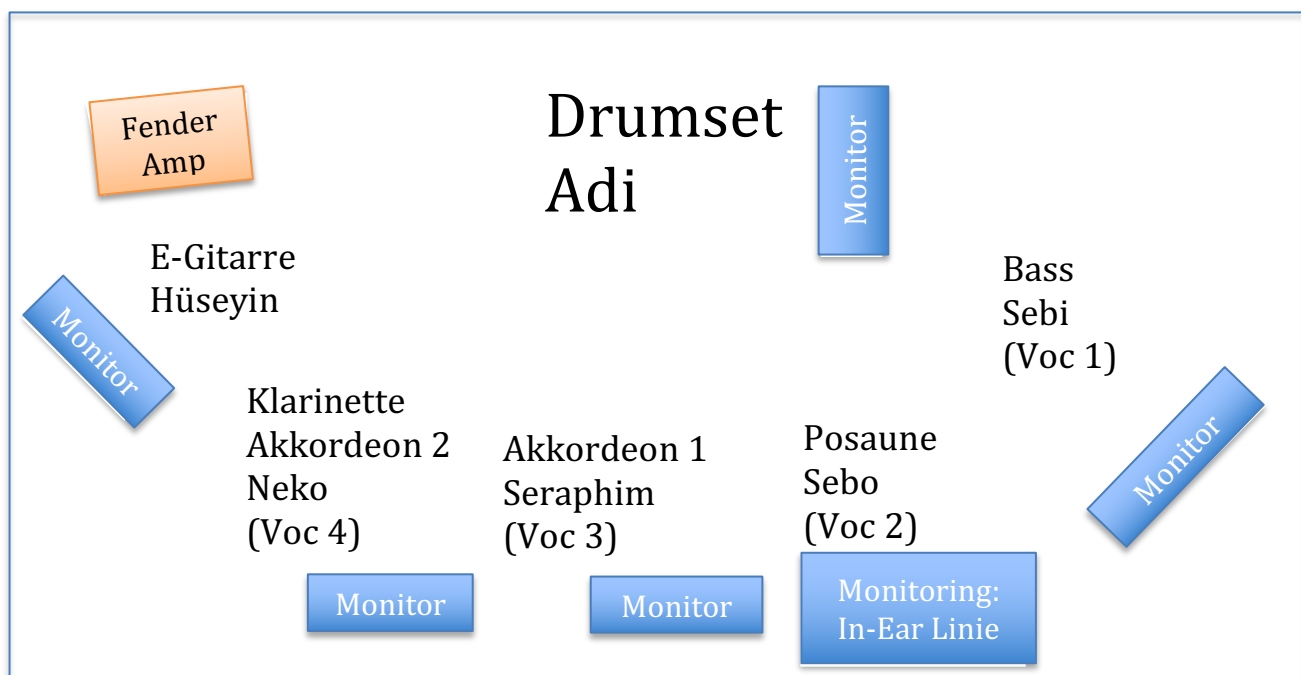 Fender
Amp
Drumset
Adi
Monitor
E-Gitarre
Hüseyin
Monitor
Bass
Sebi
(Voc 1)
Monitor
Klarinette
Akkordeon 2
Neko
(Voc 4)
Akkordeon 1
Seraphim
(Voc 3)
Posaune
Sebo
(Voc 2)
Monitor
Monitor
Monitoring:
In-Ear Linie